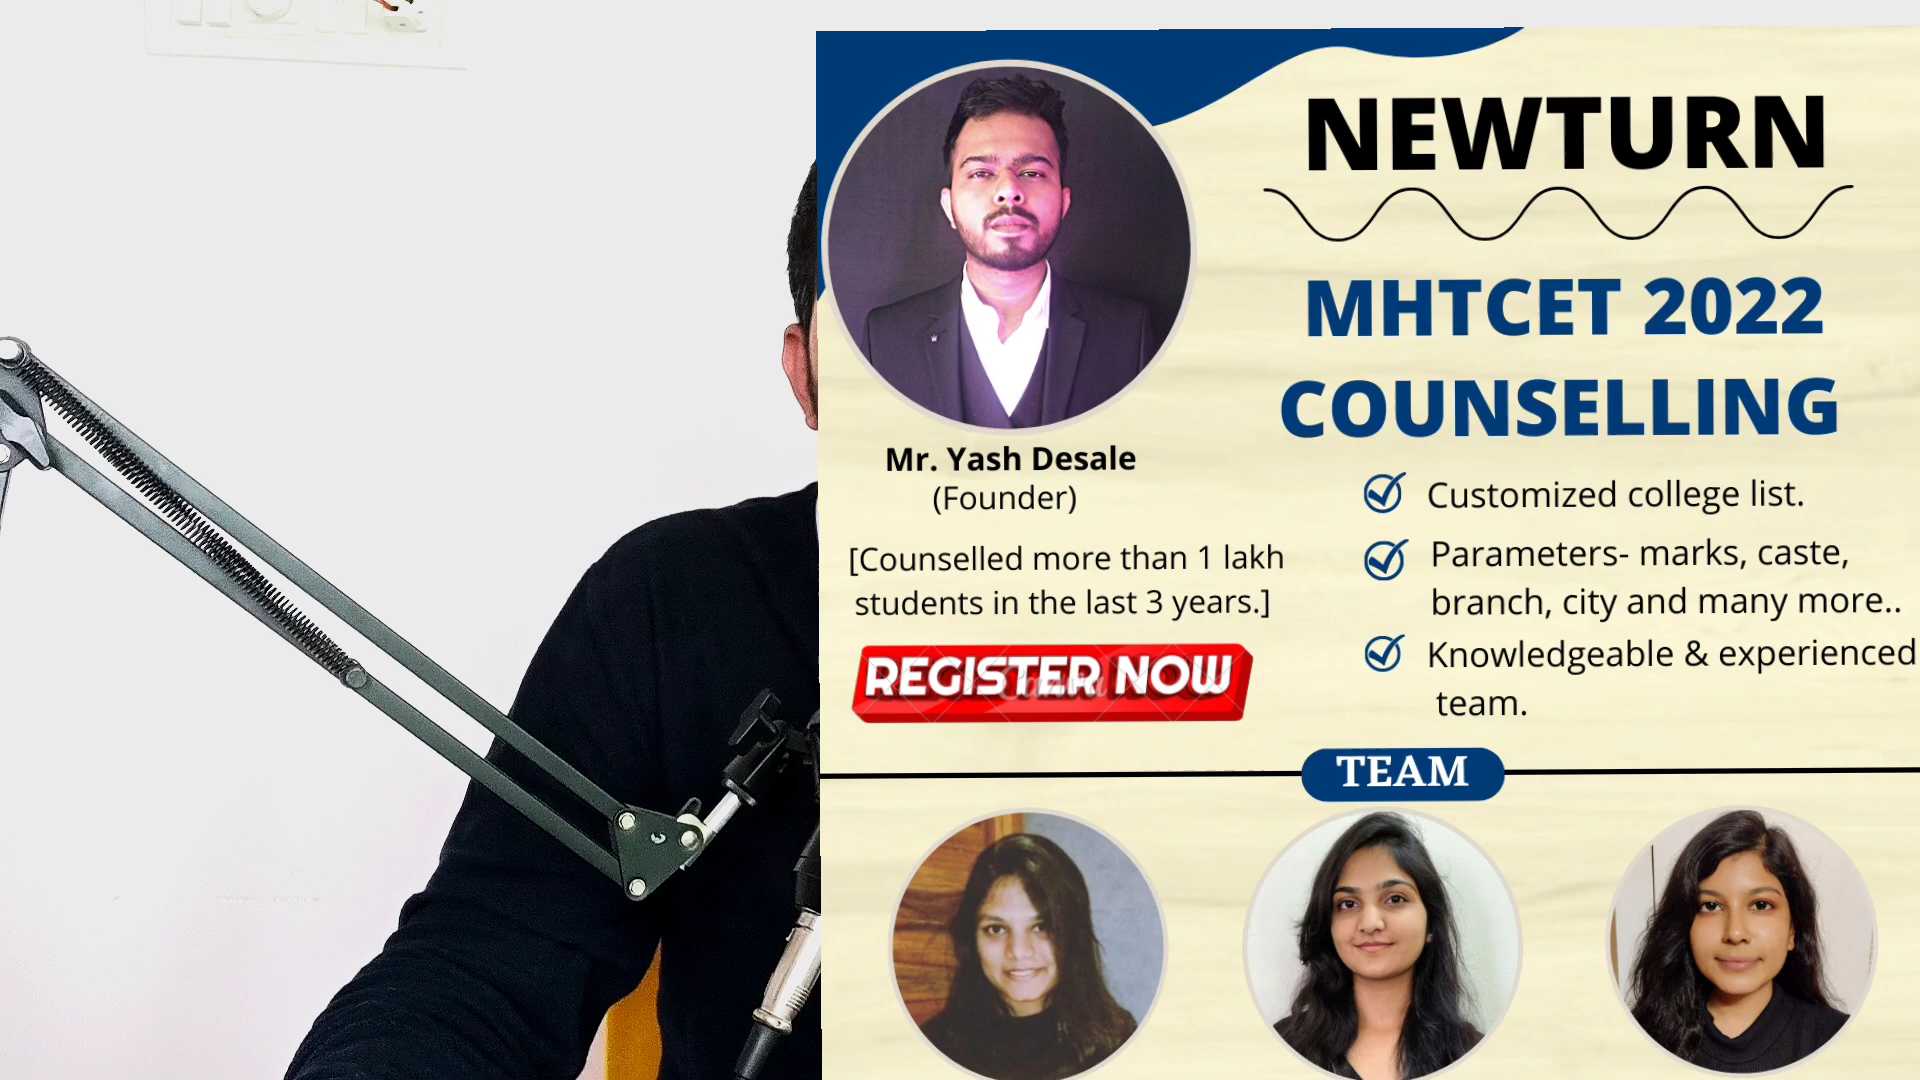 NEWTURN
MHTCET 2022
COUNSELLING
Mr. Yash Desale
(Founder)
[Counselled more than 1 lakh
students in the last 3 years.]
REGISTER NOW
Customized college list.
Parameters- marks, caste,
branch, city and many more..
Knowledgeable & experienced
team.
TEAM